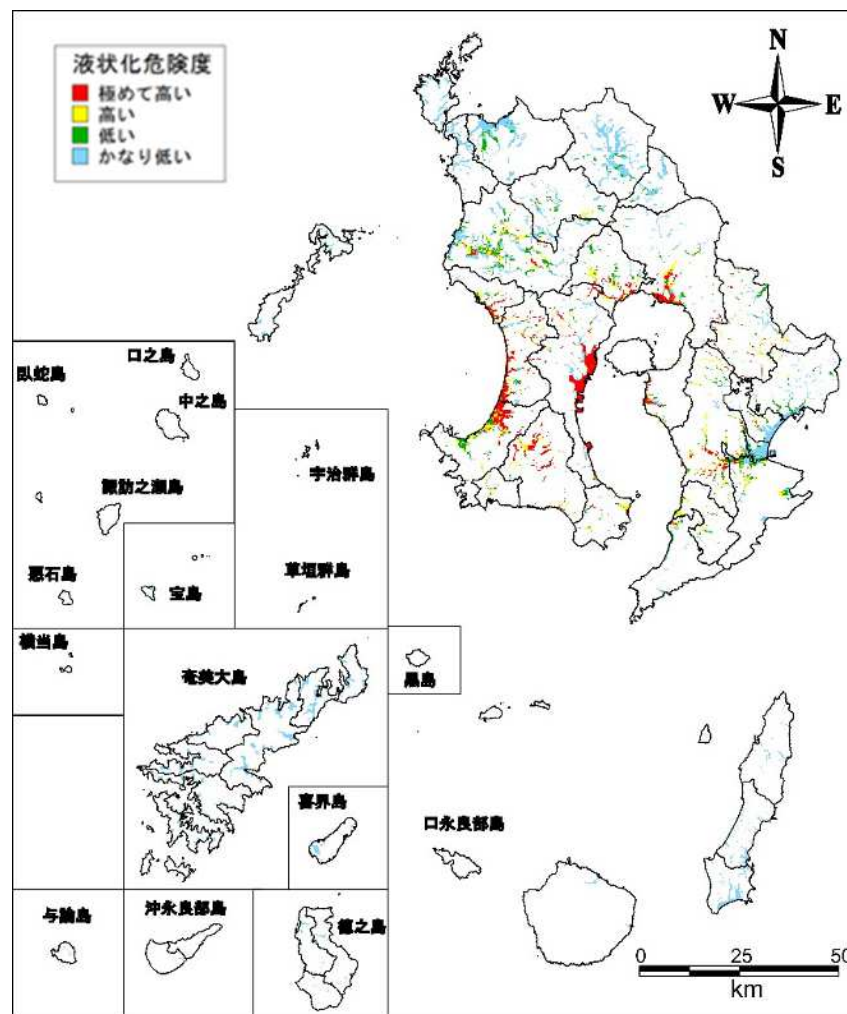 液状化危険度
極めて高い
高い
低い
かなり低い
N
W
E
S
口之島
臥蛇島
中之島
諏訪之瀬島
宇治群島
悪石島
宝島
草垣群島
横当島
奄美大島
黒島
喜界島
口永良部島
与論島
沖永良部島
徳之島
0
25
50
km